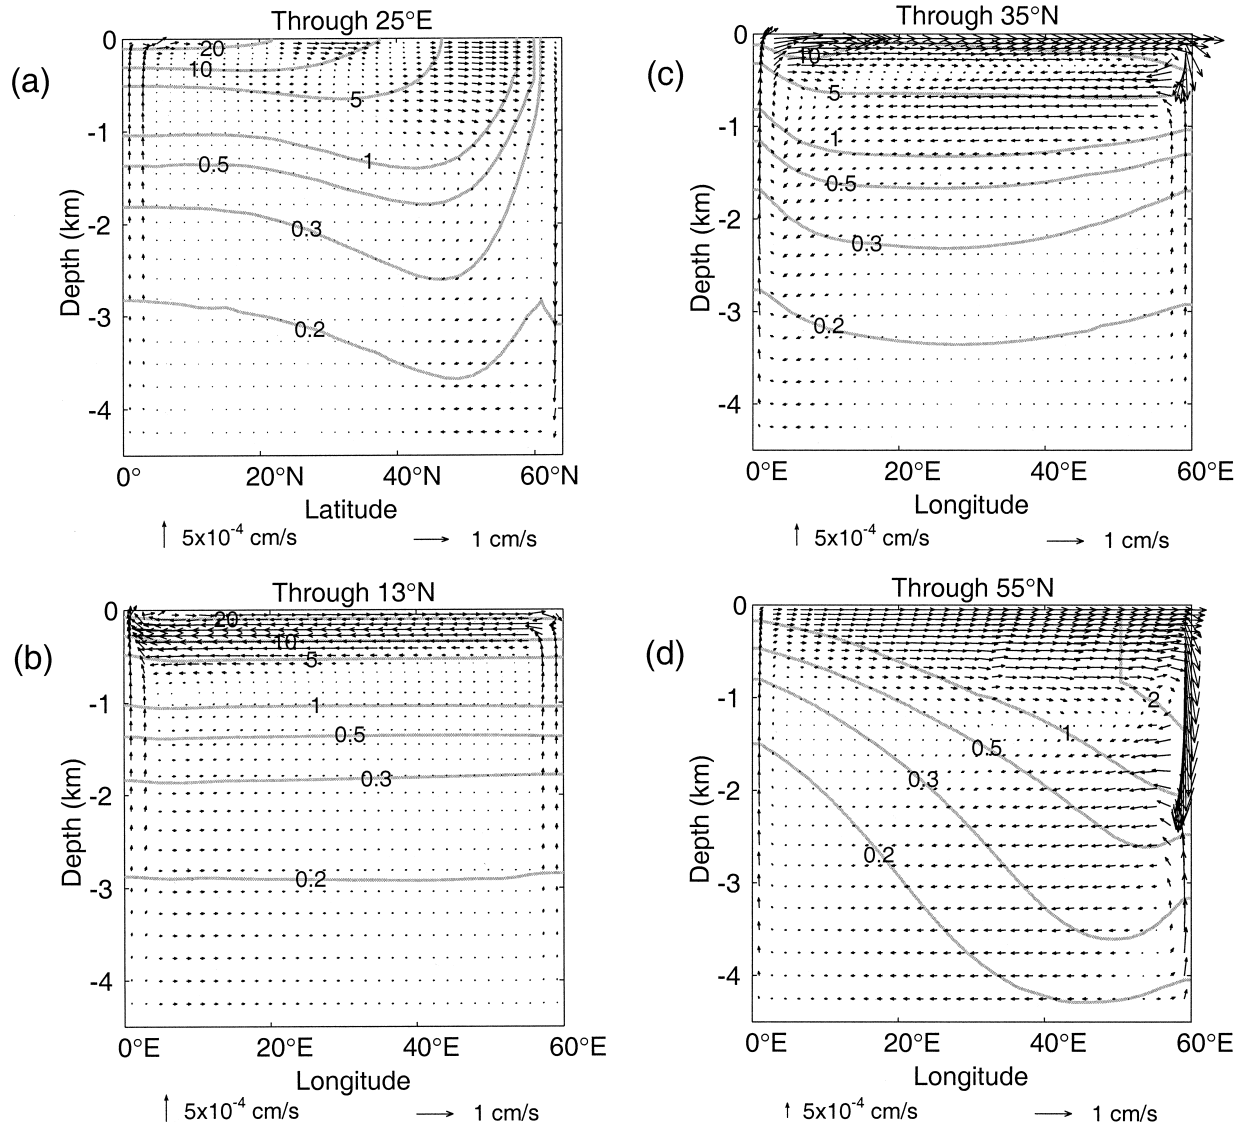 Through 25°E
(a)
0
-1
-2
-3
-4
Depth (km)
20
10
5
1
0.5
0.3
0.2
0°
20°N
40°N
60°N
Latitude
5x10-4 cm/s
1 cm/s
Through 35°N
(c)
0
-1
-2
-3
-4
Depth (km)
10
5
1
0.5
0.3
0.2
0°E
20°E
40°E
60°E
Longitude
5x10-4 cm/s
1 cm/s
Through 13°N
(b)
0
-1
-2
-3
-4
Depth (km)
20
10
5
1
0.5
0.3
0.2
0°E
20°E
40°E
60°E
Longitude
5x10-4 cm/s
1 cm/s
Through 55°N
(d)
0
-1
-2
-3
-4
Depth (km)
2
1
0.5
0.3
0.2
0°E
20°E
40°E
60°E
Longitude
5x10-4 cm/s
1 cm/s